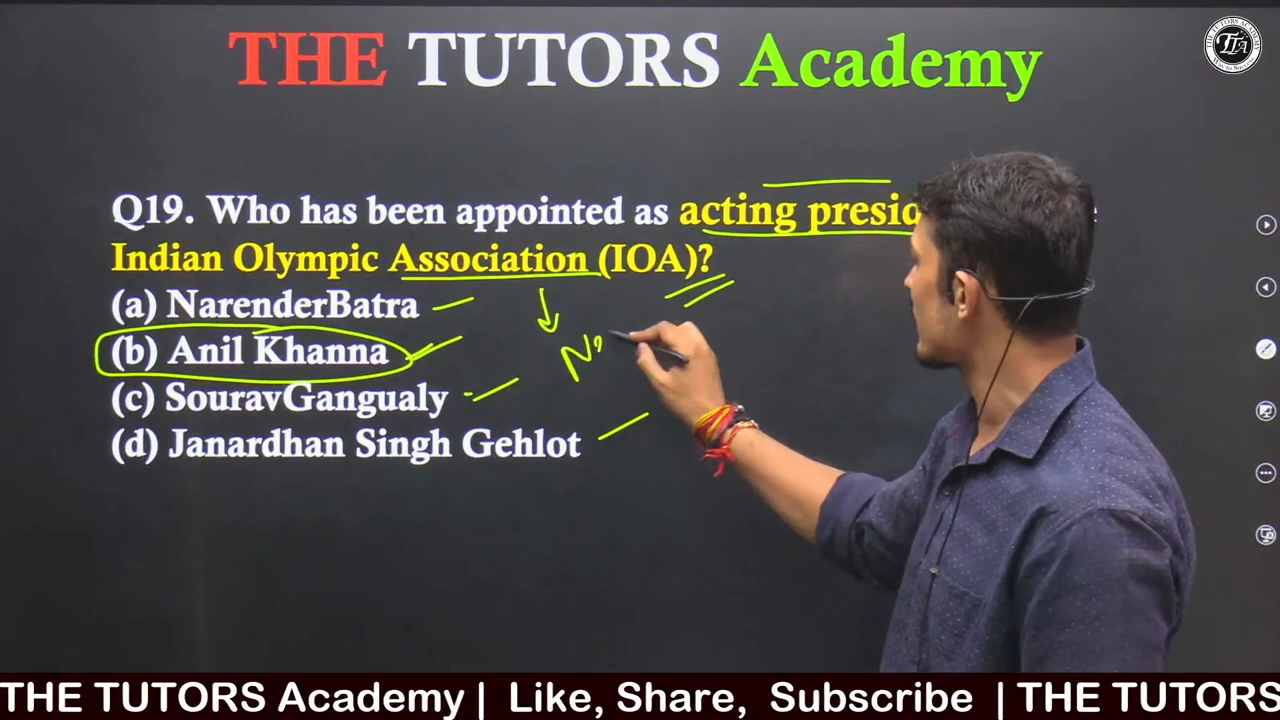 THE TUTORS Academy
Q19. Who has been appointed as acting
Indian Olympic Association (IOA)?
(a) NarenderBatra
(b) Anil Khanna
(c) SouravGangualy
(d) Janardhan Singh Gehlot
THE TUTORS Academy | Like, Share, Subscribe | THE TUTORS